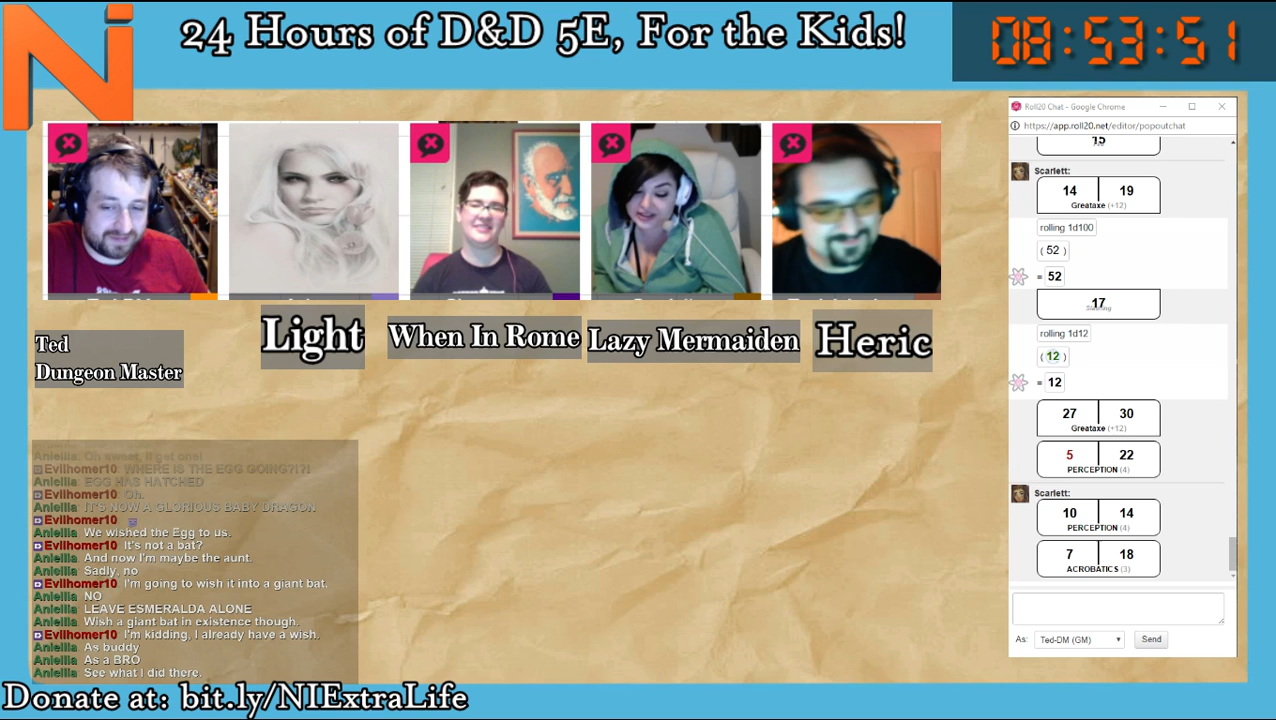 Ni
24 Hours of D&D 5E, For the Kids!
08:53:51
Ted
Dungeon Master
Light
When In Rome
Lazy Mermaiden
Heric
Aniellia: Oh sweet, I'll get one!
Evilhomer10 WHERE IS THE EGG GOING?!?!
Aniellia: EGG HAS HATCHED
Evilhomer10 Oh.
Aniellia: IT'S NOW A GLORIOUS BABY DRAGON
Evilhomer10
Aniellia We wished the Egg to us.
Evilhomer10 It's not a bat?
Aniellia And now I'm maybe the aunt.
Aniellia Sadly, no
Evilhomer10 I'm going to wish it into a giant bat.
Aniellia NO
Aniellia LEAVE ESMERALDA ALONE
Aniellia Wish a giant bat in existence though.
Evilhomer10 I'm kidding, I already have a wish.
Aniellia As buddy
Aniellia As a BRO
Aniellia See what I did there.
Donate at: bit.ly/NIExtraLife
Roll20 Chat - Google Chrome
https://app.roll20.net/editor/popoutchat
15
Scarlett:
14 19
Greataxe (+12)
rolling 1d100
( 52 )
= 52
17
rolling 1d12
( 12 )
= 12
27 30
Greataxe (+12)
5 22
PERCEPTION (4)
Scarlett:
10 14
PERCEPTION (4)
7 18
ACROBATICS (3)
As: Ted-DM (GM) Send